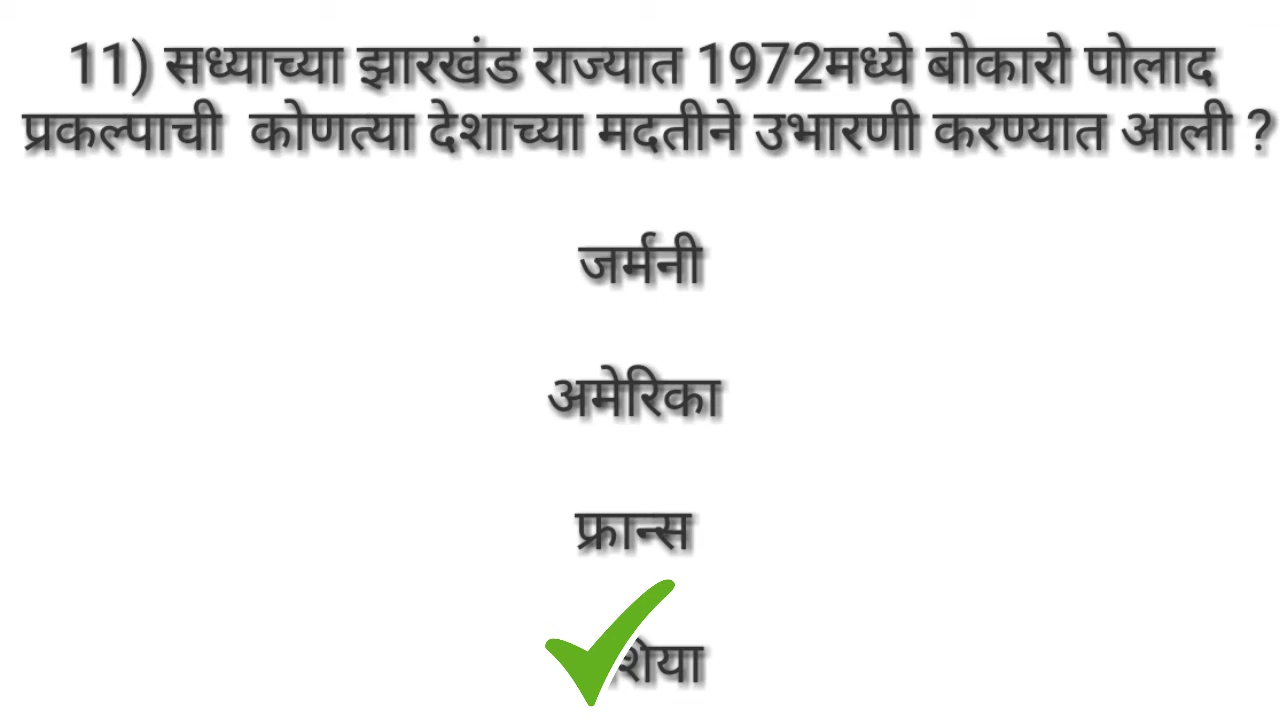 11) सध्याच्या झारखंड राज्यात 1972मध्ये बोकारो पोलाद
प्रकल्पाची कोणत्या देशाच्या मदतीने उभारणी करण्यात आली ?
जर्मनी
अमेरिका
फ्रान्स